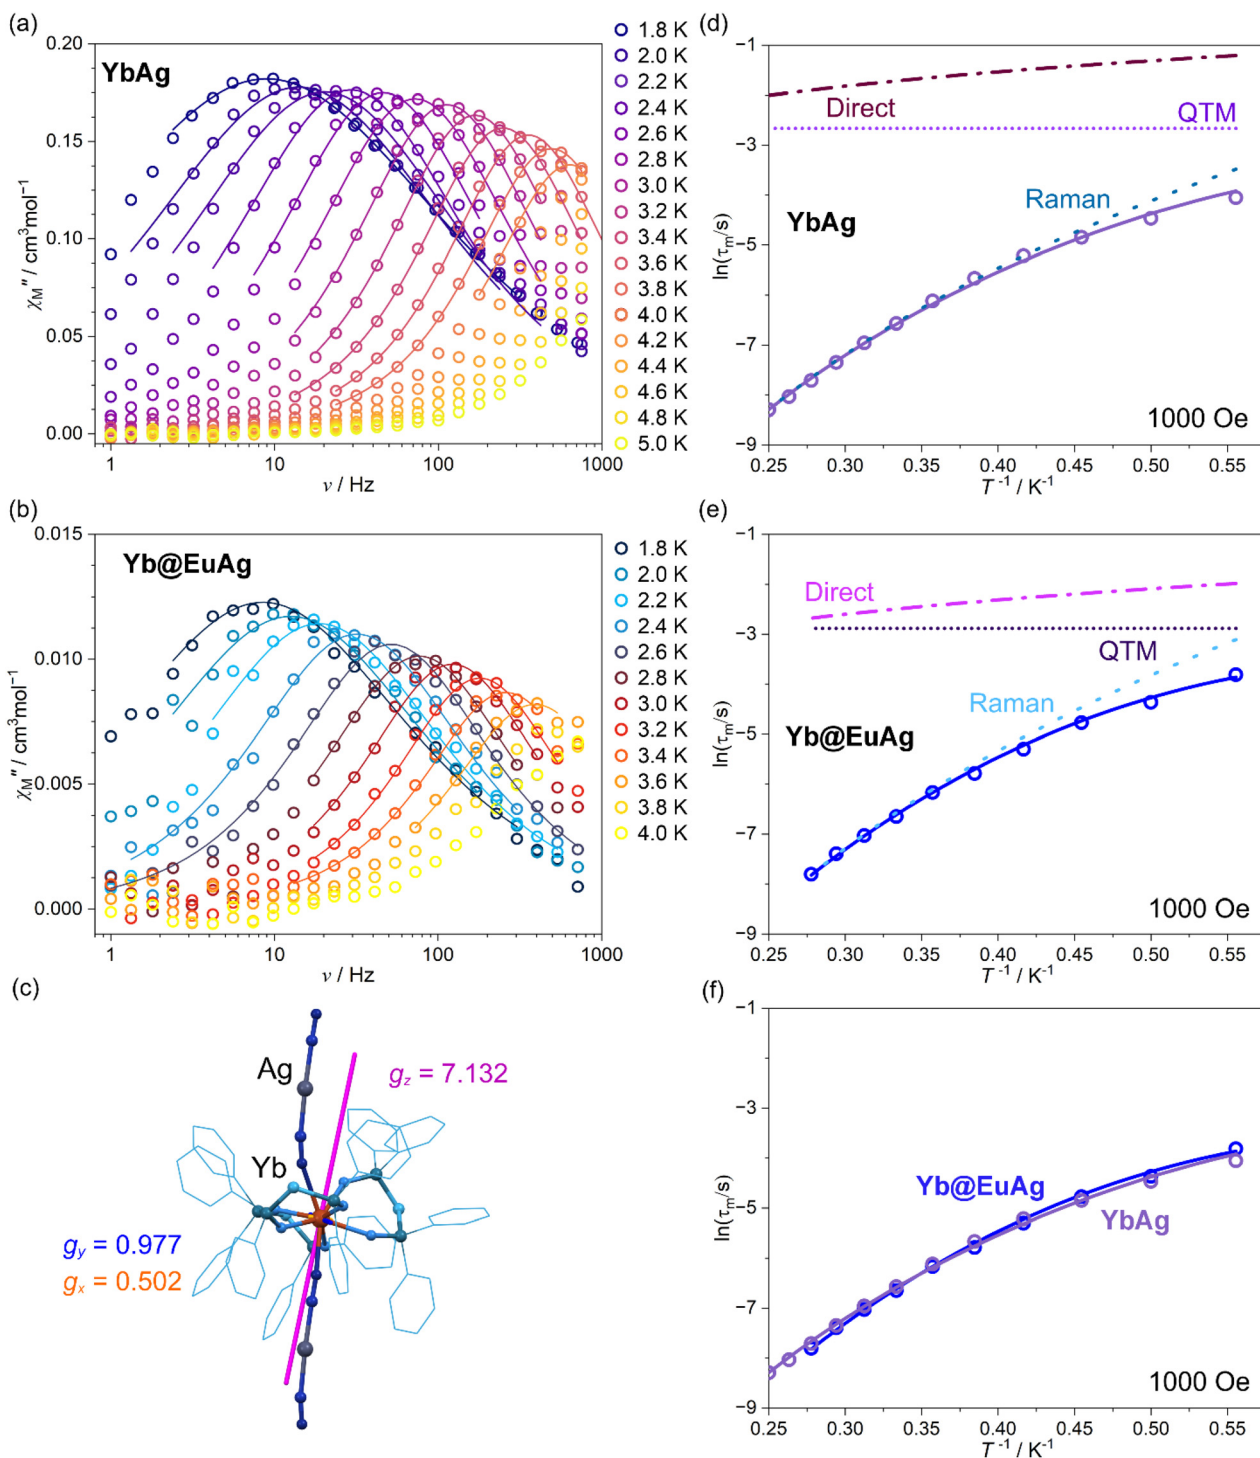 (a)
YbAg
χM″ / cm³mol⁻¹
0.20
0.15
0.10
0.05
0.00
1
10
100
1000
ν / Hz
1.8 K
2.0 K
2.2 K
2.4 K
2.6 K
2.8 K
3.0 K
3.2 K
3.4 K
3.6 K
3.8 K
4.0 K
4.2 K
4.4 K
4.6 K
4.8 K
5.0 K
(d)
ln(τm/s)
−1
−3
−5
−7
−9
Direct
QTM
Raman
YbAg
1000 Oe
0.25 0.30 0.35 0.40 0.45 0.50 0.55
T⁻¹ / K⁻¹
(b)
Yb@EuAg
χM″ / cm³mol⁻¹
0.015
0.010
0.005
0.000
1
10
100
1000
ν / Hz
1.8 K
2.0 K
2.2 K
2.4 K
2.6 K
2.8 K
3.0 K
3.2 K
3.4 K
3.6 K
3.8 K
4.0 K
(e)
ln(τm/s)
−1
−3
−5
−7
−9
Direct
QTM
Raman
Yb@EuAg
1000 Oe
0.25 0.30 0.35 0.40 0.45 0.50 0.55
T⁻¹ / K⁻¹
(c)
Ag
gz = 7.132
Yb
gy = 0.977
gx = 0.502
(f)
ln(τm/s)
−1
−3
−5
−7
−9
Yb@EuAg
YbAg
1000 Oe
0.25 0.30 0.35 0.40 0.45 0.50 0.55
T⁻¹ / K⁻¹